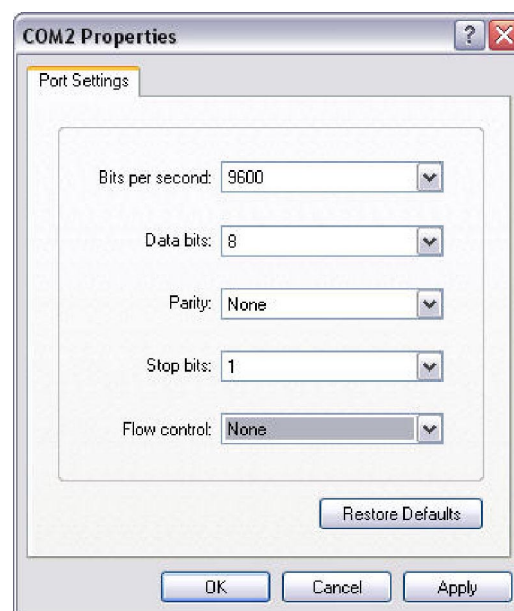 COM2 Properties
Port Settings
Bits per second: 9600
Data bits: 8
Parity: None
Stop bits: 1
Flow control: None
Restore Defaults
OK Cancel Apply